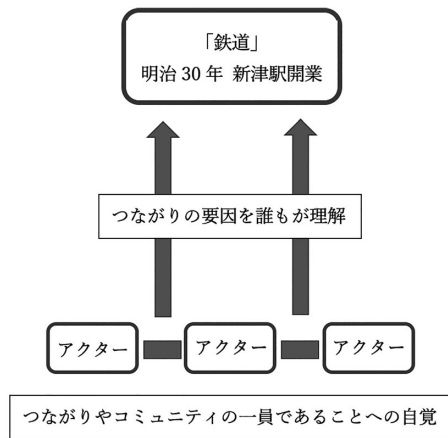 「鉄道」
明治 30 年 新津駅開業
つながりの要因を誰もが理解
アクター
アクター
アクター
つながりやコミュニティの一員であることへの自覚